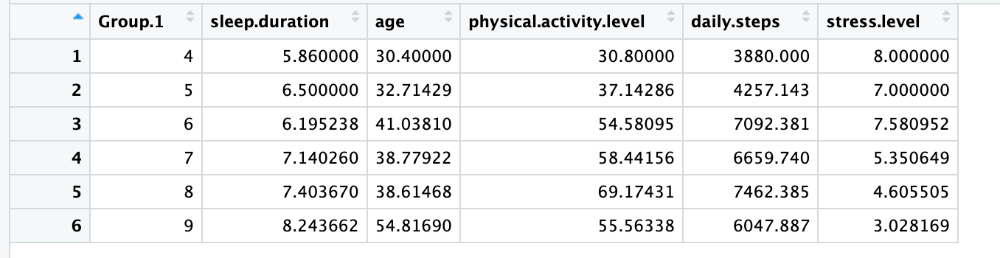 Group.1 sleep.duration age physical.activity.level daily.steps stress.level
1 4 5.860000 30.40000 30.80000 3880.000 8.000000
2 5 6.500000 32.71429 37.14286 4257.143 7.000000
3 6 6.195238 41.03810 54.58095 7092.381 7.580952
4 7 7.140260 38.77922 58.44156 6659.740 5.350649
5 8 7.403670 38.61468 69.17431 7462.385 4.605505
6 9 8.243662 54.81690 55.56338 6047.887 3.028169